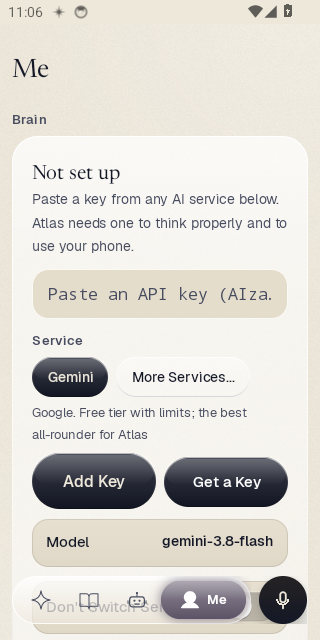 11:06
Me
Brain
Not set up
Paste a key from any AI service below.
Atlas needs one to think properly and to
use your phone.
Paste an API key (AIza.
Service
Gemini
More Services…
Google. Free tier with limits; the best
all-rounder for Atlas
Add Key
Get a Key
Model
gemini-3.8-flash
Don't Switch
Me